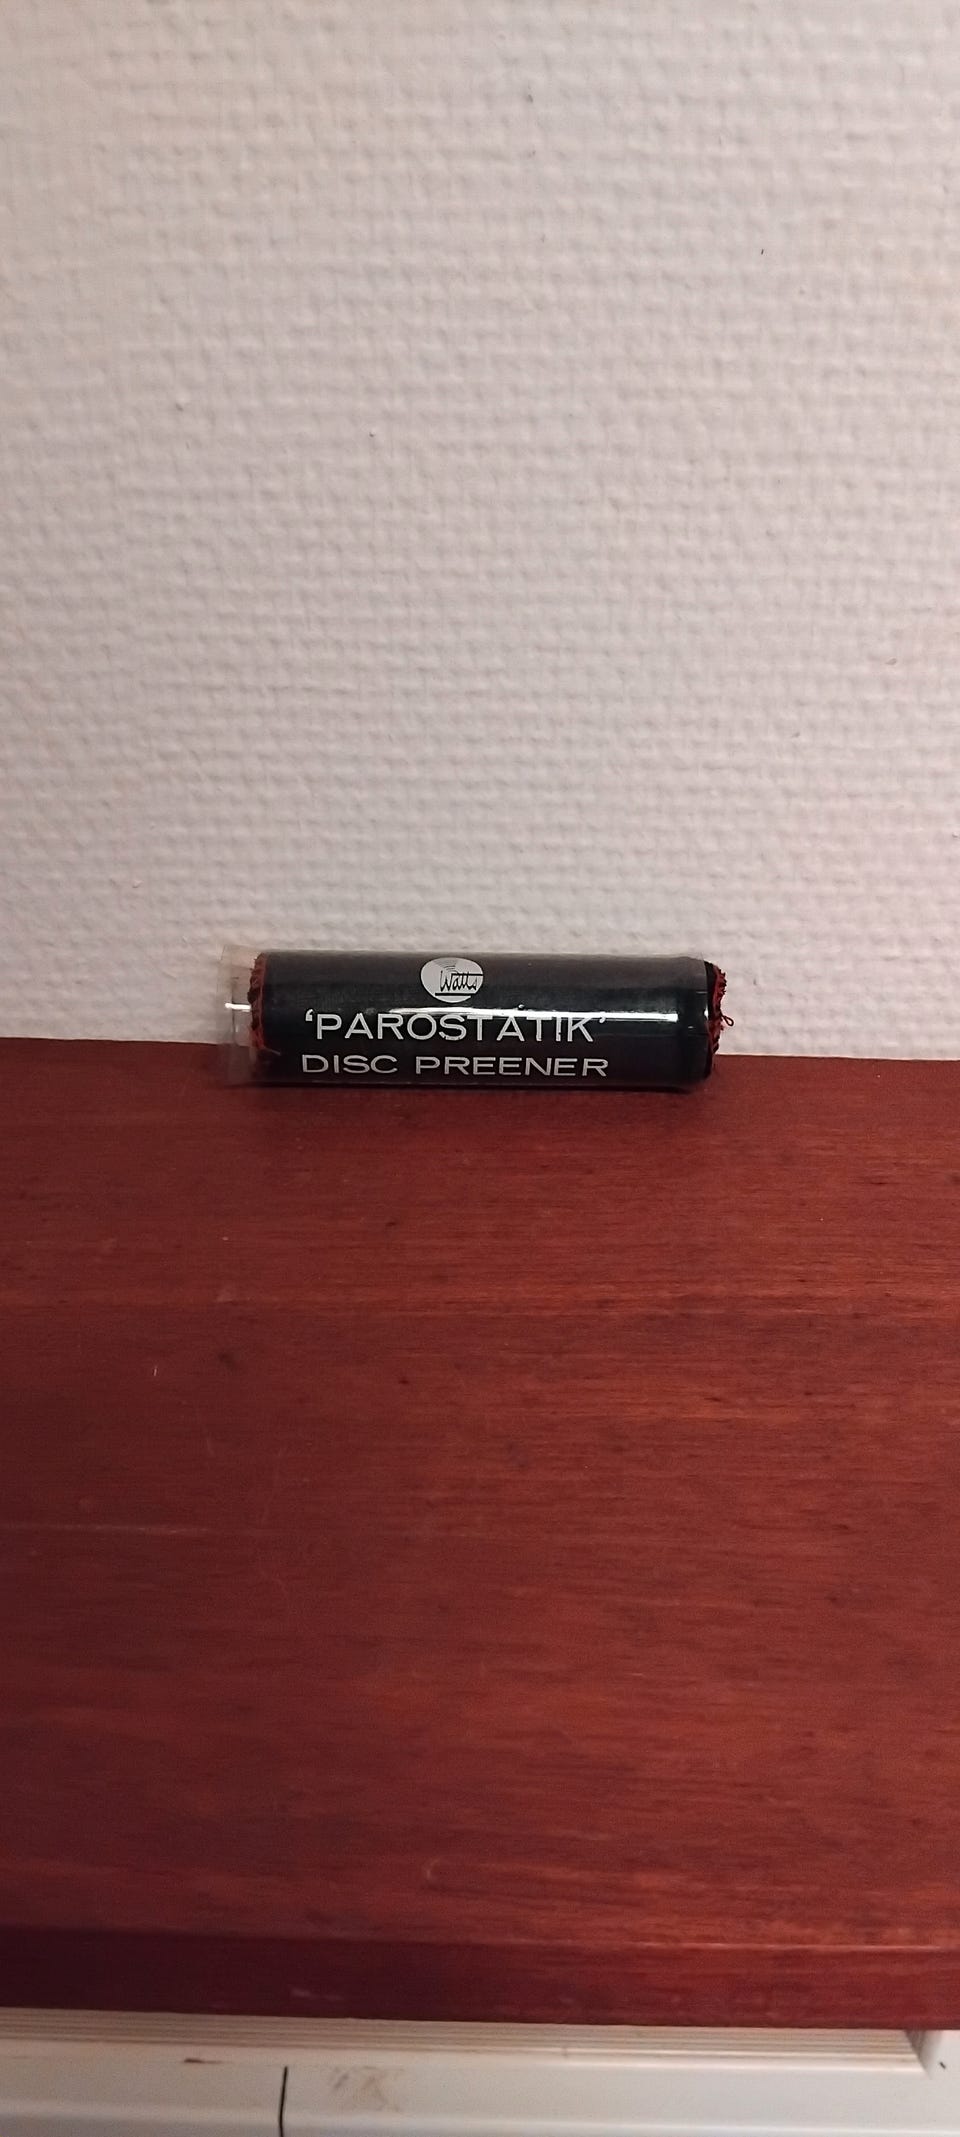 Watts
‘PAROSTATIK’
DISC PREENER